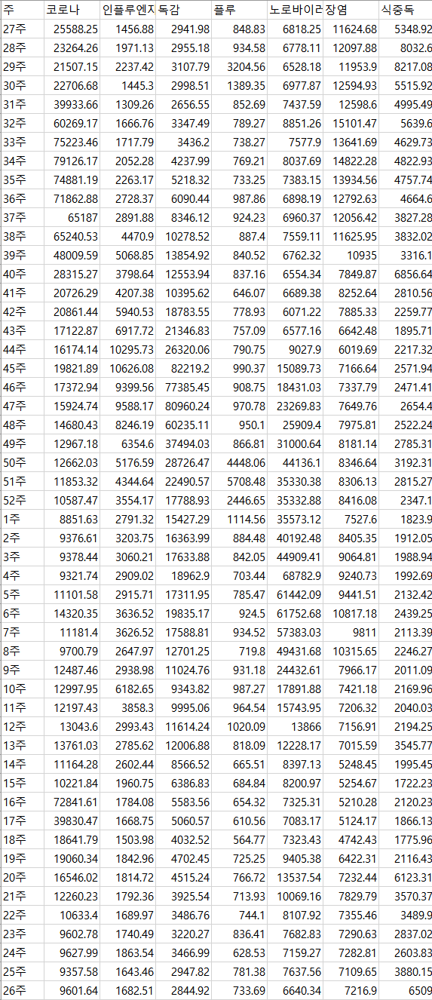 주 코로나 인플루엔자 독감 플루 노로바이러 장염 식중독
27주 25588.25 1456.88 2941.98 848.83 6818.25 11624.68 5348.92
28주 23264.26 1971.13 2955.18 934.58 6778.11 12097.88 8032.6
29주 21507.15 2237.42 3107.79 3204.56 6528.18 11953.9 8217.08
30주 22706.68 1445.3 2998.51 1389.35 6977.87 12594.93 5515.92
31주 39933.66 1309.26 2656.55 852.69 7437.59 12598.6 4995.49
32주 60269.17 1666.76 3347.49 789.27 8851.26 15101.47 5639.6
33주 75223.46 1717.79 3436.2 738.27 7577.9 13641.69 4629.73
34주 79126.17 2052.28 4237.99 769.21 8037.69 14822.28 4822.93
35주 74881.19 2263.17 5218.32 733.25 7383.15 13934.56 4757.74
36주 71862.88 2728.37 6090.44 987.86 6898.19 12792.63 4664.6
37주 65187 2891.88 8346.12 924.23 6960.37 12056.42 3827.28
38주 65240.53 4470.9 10278.52 887.4 7559.11 11625.95 3832.02
39주 48009.59 5068.85 13854.92 840.52 6762.32 10935 3316.1
40주 28315.27 3798.64 12553.94 837.16 6554.34 7849.87 6856.64
41주 20726.29 4207.38 10395.62 646.07 6689.38 8252.64 2810.56
42주 20861.44 5940.53 18783.55 778.93 6071.22 7885.33 2259.77
43주 17122.87 6917.72 21346.83 757.09 6577.16 6642.48 1895.71
44주 16174.14 10295.73 26320.06 790.75 9027.9 6019.69 2217.32
45주 19821.89 10626.08 82219.2 990.37 15089.73 7166.64 2571.94
46주 17372.94 9399.56 77385.45 908.75 18431.03 7337.79 2471.41
47주 15924.74 9588.17 80960.24 970.78 23269.83 7649.76 2654.4
48주 14680.43 8246.19 60235.11 950.1 25909.4 7975.81 2522.24
49주 12967.18 6354.6 37494.03 866.81 31000.64 8181.14 2785.31
50주 12662.03 5176.59 28726.47 4448.06 44136.1 8346.64 3192.31
51주 11853.32 4344.64 22490.57 5708.48 35330.38 8306.13 2815.27
52주 10587.47 3554.17 17788.93 2446.65 35332.88 8416.08 2347.1
1주 8851.63 2791.32 15427.29 1114.56 35573.12 7527.6 1823.9
2주 9376.61 3203.75 16363.99 884.48 40192.48 8405.35 1912.05
3주 9378.44 3060.21 17633.88 842.05 44909.41 9064.81 1988.94
4주 9321.74 2909.02 18962.9 703.44 68782.9 9240.73 1992.69
5주 11101.58 2915.71 17311.95 785.47 61442.09 9441.51 2132.42
6주 14320.35 3636.52 19835.17 924.5 61752.68 10817.18 2439.25
7주 11181.4 3626.52 17588.81 934.52 57383.03 9811 2113.39
8주 9700.79 2647.97 12701.25 719.8 49431.68 10315.65 2246.27
9주 12487.46 2938.98 11024.76 931.18 24432.61 7966.17 2011.09
10주 12997.95 6182.65 9343.82 987.27 17891.88 7421.18 2169.96
11주 12197.43 3858.3 9995.06 964.54 15743.95 7206.32 2040.03
12주 13043.6 2993.43 11614.24 1020.09 13866 7156.91 2194.25
13주 13761.03 2785.62 12006.88 818.09 12228.17 7015.59 3545.77
14주 11164.28 2602.44 8566.52 665.51 8397.13 5248.45 1995.45
15주 10221.84 1960.75 6386.83 684.84 8200.97 5254.67 1722.23
16주 72841.61 1784.08 5583.56 654.32 7325.31 5210.28 2120.23
17주 39830.47 1668.75 5060.57 610.56 7083.17 5124.17 1866.13
18주 18641.79 1503.98 4032.52 564.77 7323.43 4742.43 1775.96
19주 19060.34 1842.96 4702.45 725.25 9405.38 6422.31 2116.43
20주 16546.02 1814.72 4515.24 766.72 13537.54 7232.44 6123.31
21주 12260.23 1792.36 3925.54 713.93 10069.16 7829.79 3570.37
22주 10633.4 1689.97 3486.76 744.1 8107.92 7355.46 3489.9
23주 9602.78 1740.49 3220.27 836.41 7682.83 7290.63 2837.02
24주 9627.99 1863.54 3466.99 628.53 7159.27 7282.81 2603.83
25주 9357.58 1643.46 2947.82 781.38 7637.56 7109.65 3880.15
26주 9601.64 1682.51 2844.92 733.69 6640.34 7216.9 6509